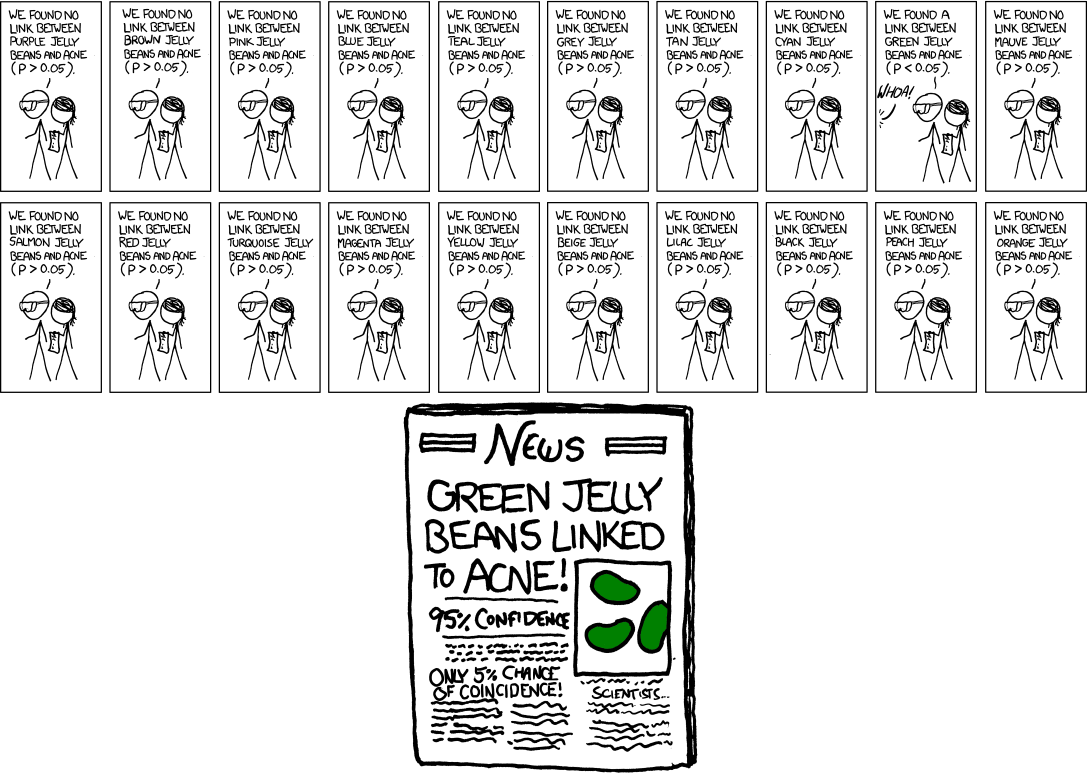 WE FOUND NO
LINK BETWEEN
PURPLE JELLY
BEANS AND ACNE
(P > 0.05).
WE FOUND NO
LINK BETWEEN
BROWN JELLY
BEANS AND ACNE
(P > 0.05).
WE FOUND NO
LINK BETWEEN
PINK JELLY
BEANS AND ACNE
(P > 0.05).
WE FOUND NO
LINK BETWEEN
BLUE JELLY
BEANS AND ACNE
(P > 0.05).
WE FOUND NO
LINK BETWEEN
TEAL JELLY
BEANS AND ACNE
(P > 0.05).
WE FOUND NO
LINK BETWEEN
GREY JELLY
BEANS AND ACNE
(P > 0.05).
WE FOUND NO
LINK BETWEEN
TAN JELLY
BEANS AND ACNE
(P > 0.05).
WE FOUND NO
LINK BETWEEN
CYAN JELLY
BEANS AND ACNE
(P > 0.05).
WE FOUND A
LINK BETWEEN
GREEN JELLY
BEANS AND ACNE
(P < 0.05).
WHOA!
WE FOUND NO
LINK BETWEEN
MAUVE JELLY
BEANS AND ACNE
(P > 0.05).
WE FOUND NO
LINK BETWEEN
SALMON JELLY
BEANS AND ACNE
(P > 0.05).
WE FOUND NO
LINK BETWEEN
RED JELLY
BEANS AND ACNE
(P > 0.05).
WE FOUND NO
LINK BETWEEN
TURQUOISE JELLY
BEANS AND ACNE
(P > 0.05).
WE FOUND NO
LINK BETWEEN
MAGENTA JELLY
BEANS AND ACNE
(P > 0.05).
WE FOUND NO
LINK BETWEEN
YELLOW JELLY
BEANS AND ACNE
(P > 0.05).
WE FOUND NO
LINK BETWEEN
BEIGE JELLY
BEANS AND ACNE
(P > 0.05).
WE FOUND NO
LINK BETWEEN
LILAC JELLY
BEANS AND ACNE
(P > 0.05).
WE FOUND NO
LINK BETWEEN
BLACK JELLY
BEANS AND ACNE
(P > 0.05).
WE FOUND NO
LINK BETWEEN
PEACH JELLY
BEANS AND ACNE
(P > 0.05).
WE FOUND NO
LINK BETWEEN
ORANGE JELLY
BEANS AND ACNE
(P > 0.05).
NEWS
GREEN JELLY
BEANS LINKED
TO ACNE!
95% CONFIDENCE
ONLY 5% CHANCE
OF COINCIDENCE!
SCIENTISTS...